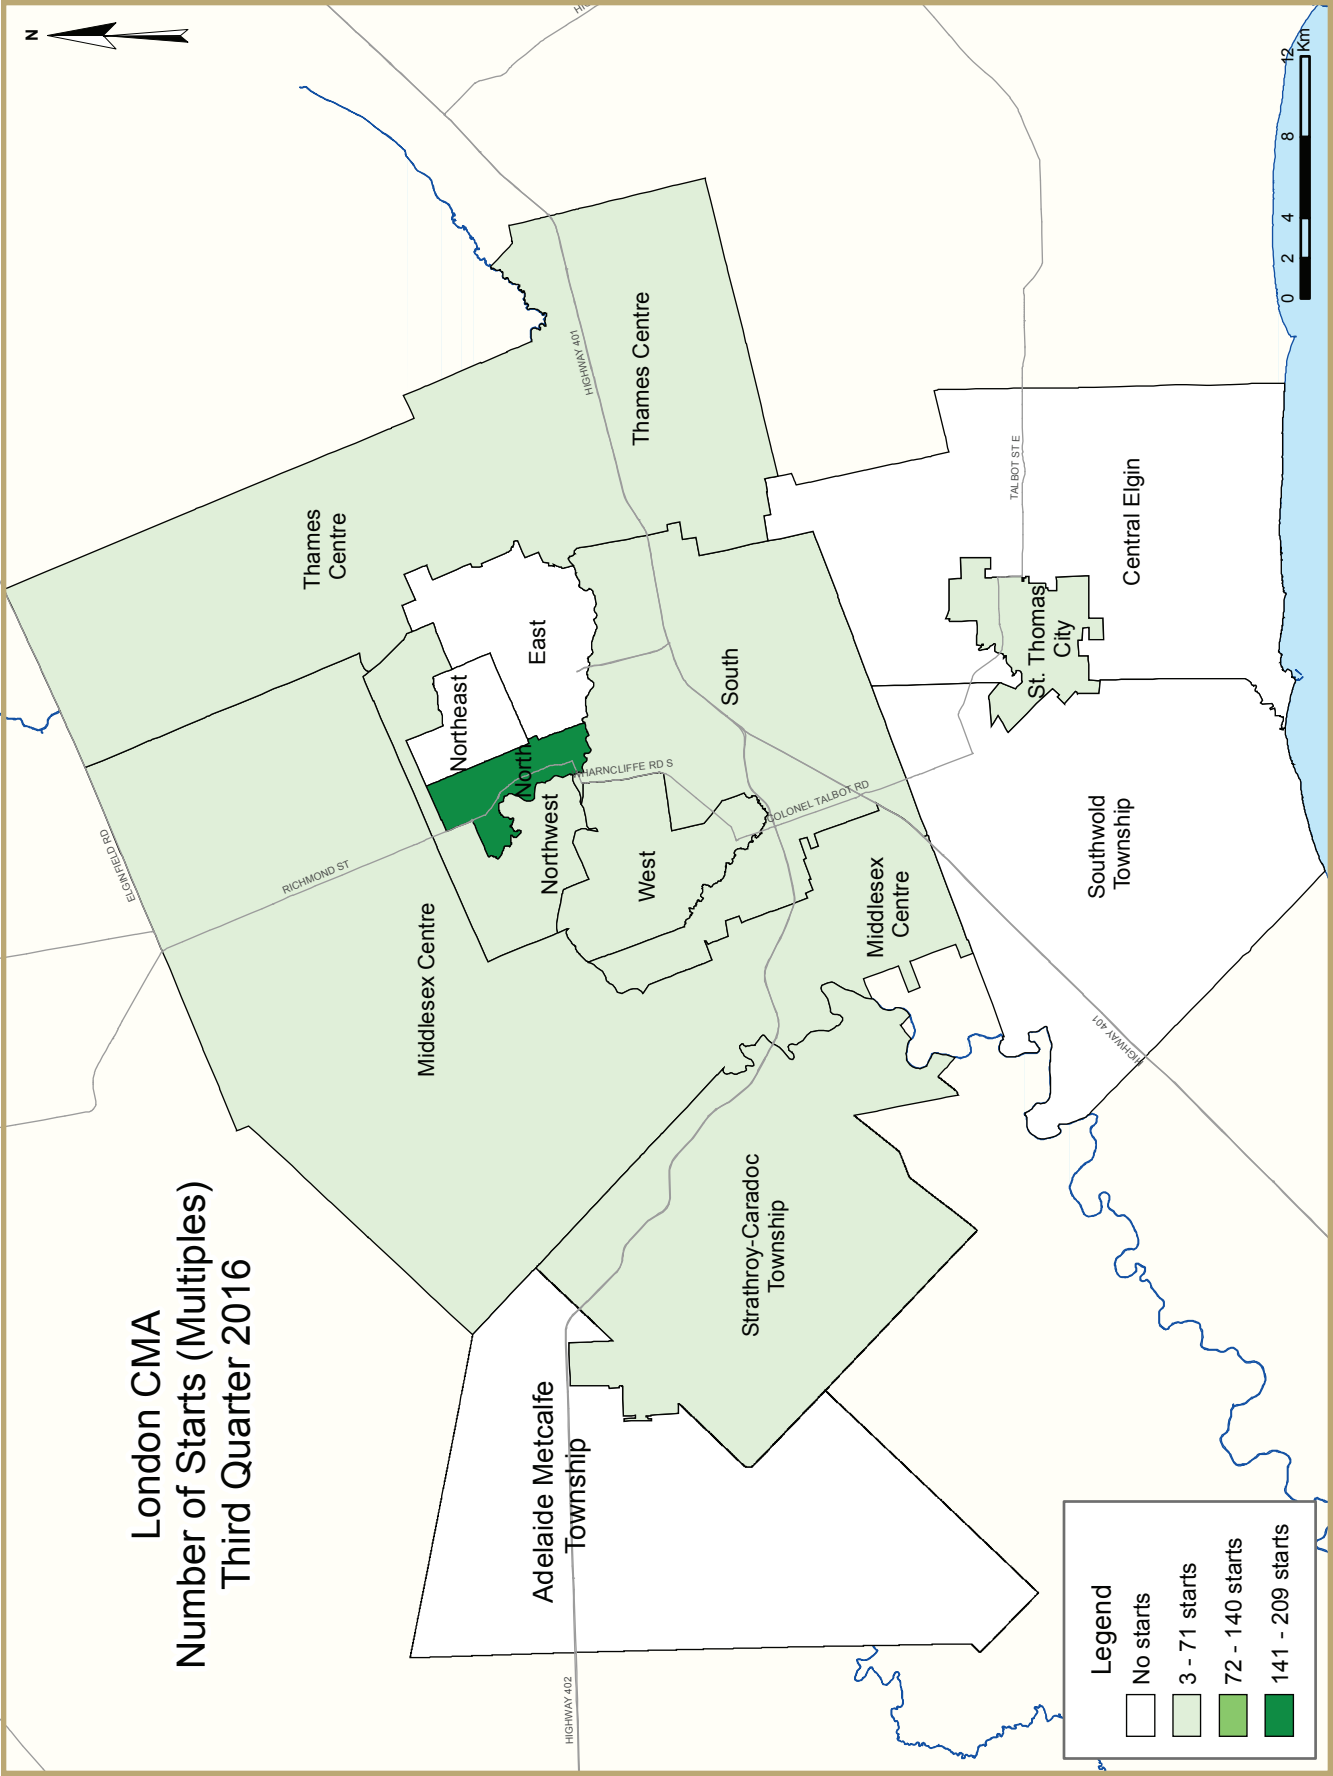 London CMA
Number of Starts (Multiples)
Third Quarter 2016
N
ELGINFIELD RD
RICHMOND ST
Middlesex Centre
Thames
Centre
Northeast
East
North
Northwest
West
WHARNCLIFFE RD S
South
HIGHWAY 401
Thames Centre
COLONEL TALBOT RD
Middlesex
Centre
Adelaide Metcalfe
Township
HIGHWAY 402
Strathroy-Caradoc
Township
TALBOT ST E
St. Thomas
City
Central Elgin
Southwold
Township
HIGHWAY 401
Legend
No starts
3 - 71 starts
72 - 140 starts
141 - 209 starts
0 2 4 8 12
Km